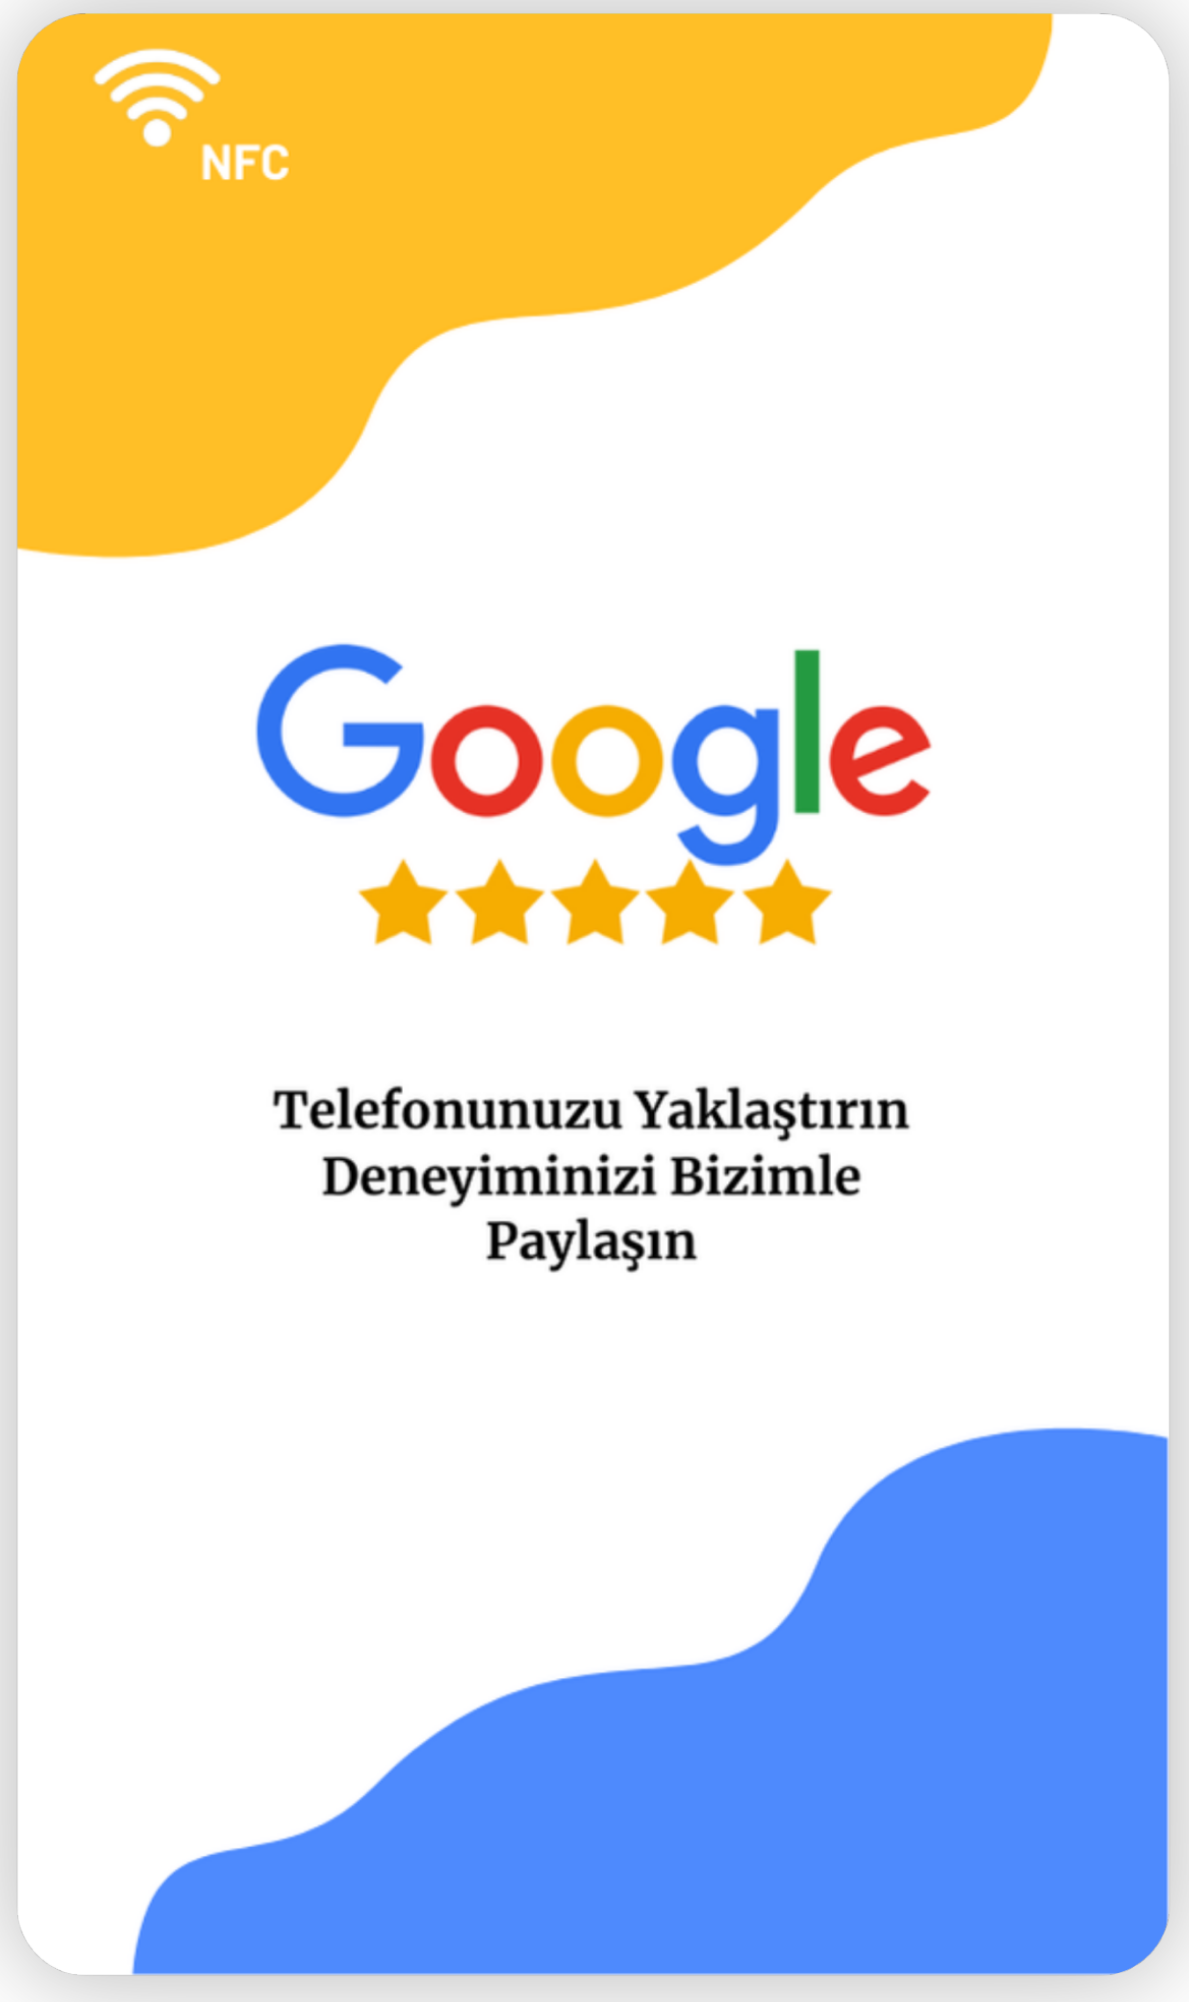 NFC
Google
Telefonunuzu Yaklaştırın
Deneyiminizi Bizimle
Paylaşın